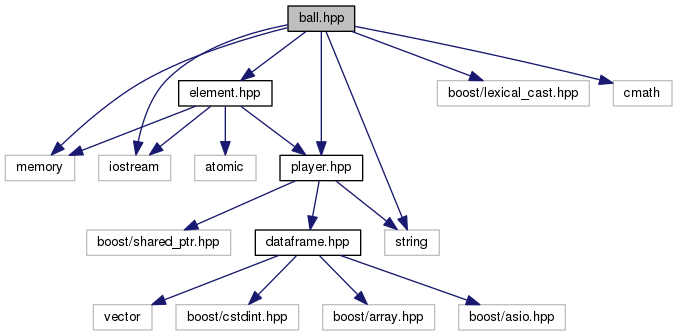 ball.hpp
element.hpp
boost/lexical_cast.hpp
cmath
memory
iostream
atomic
player.hpp
boost/shared_ptr.hpp
dataframe.hpp
string
vector
boost/cstdint.hpp
boost/array.hpp
boost/asio.hpp